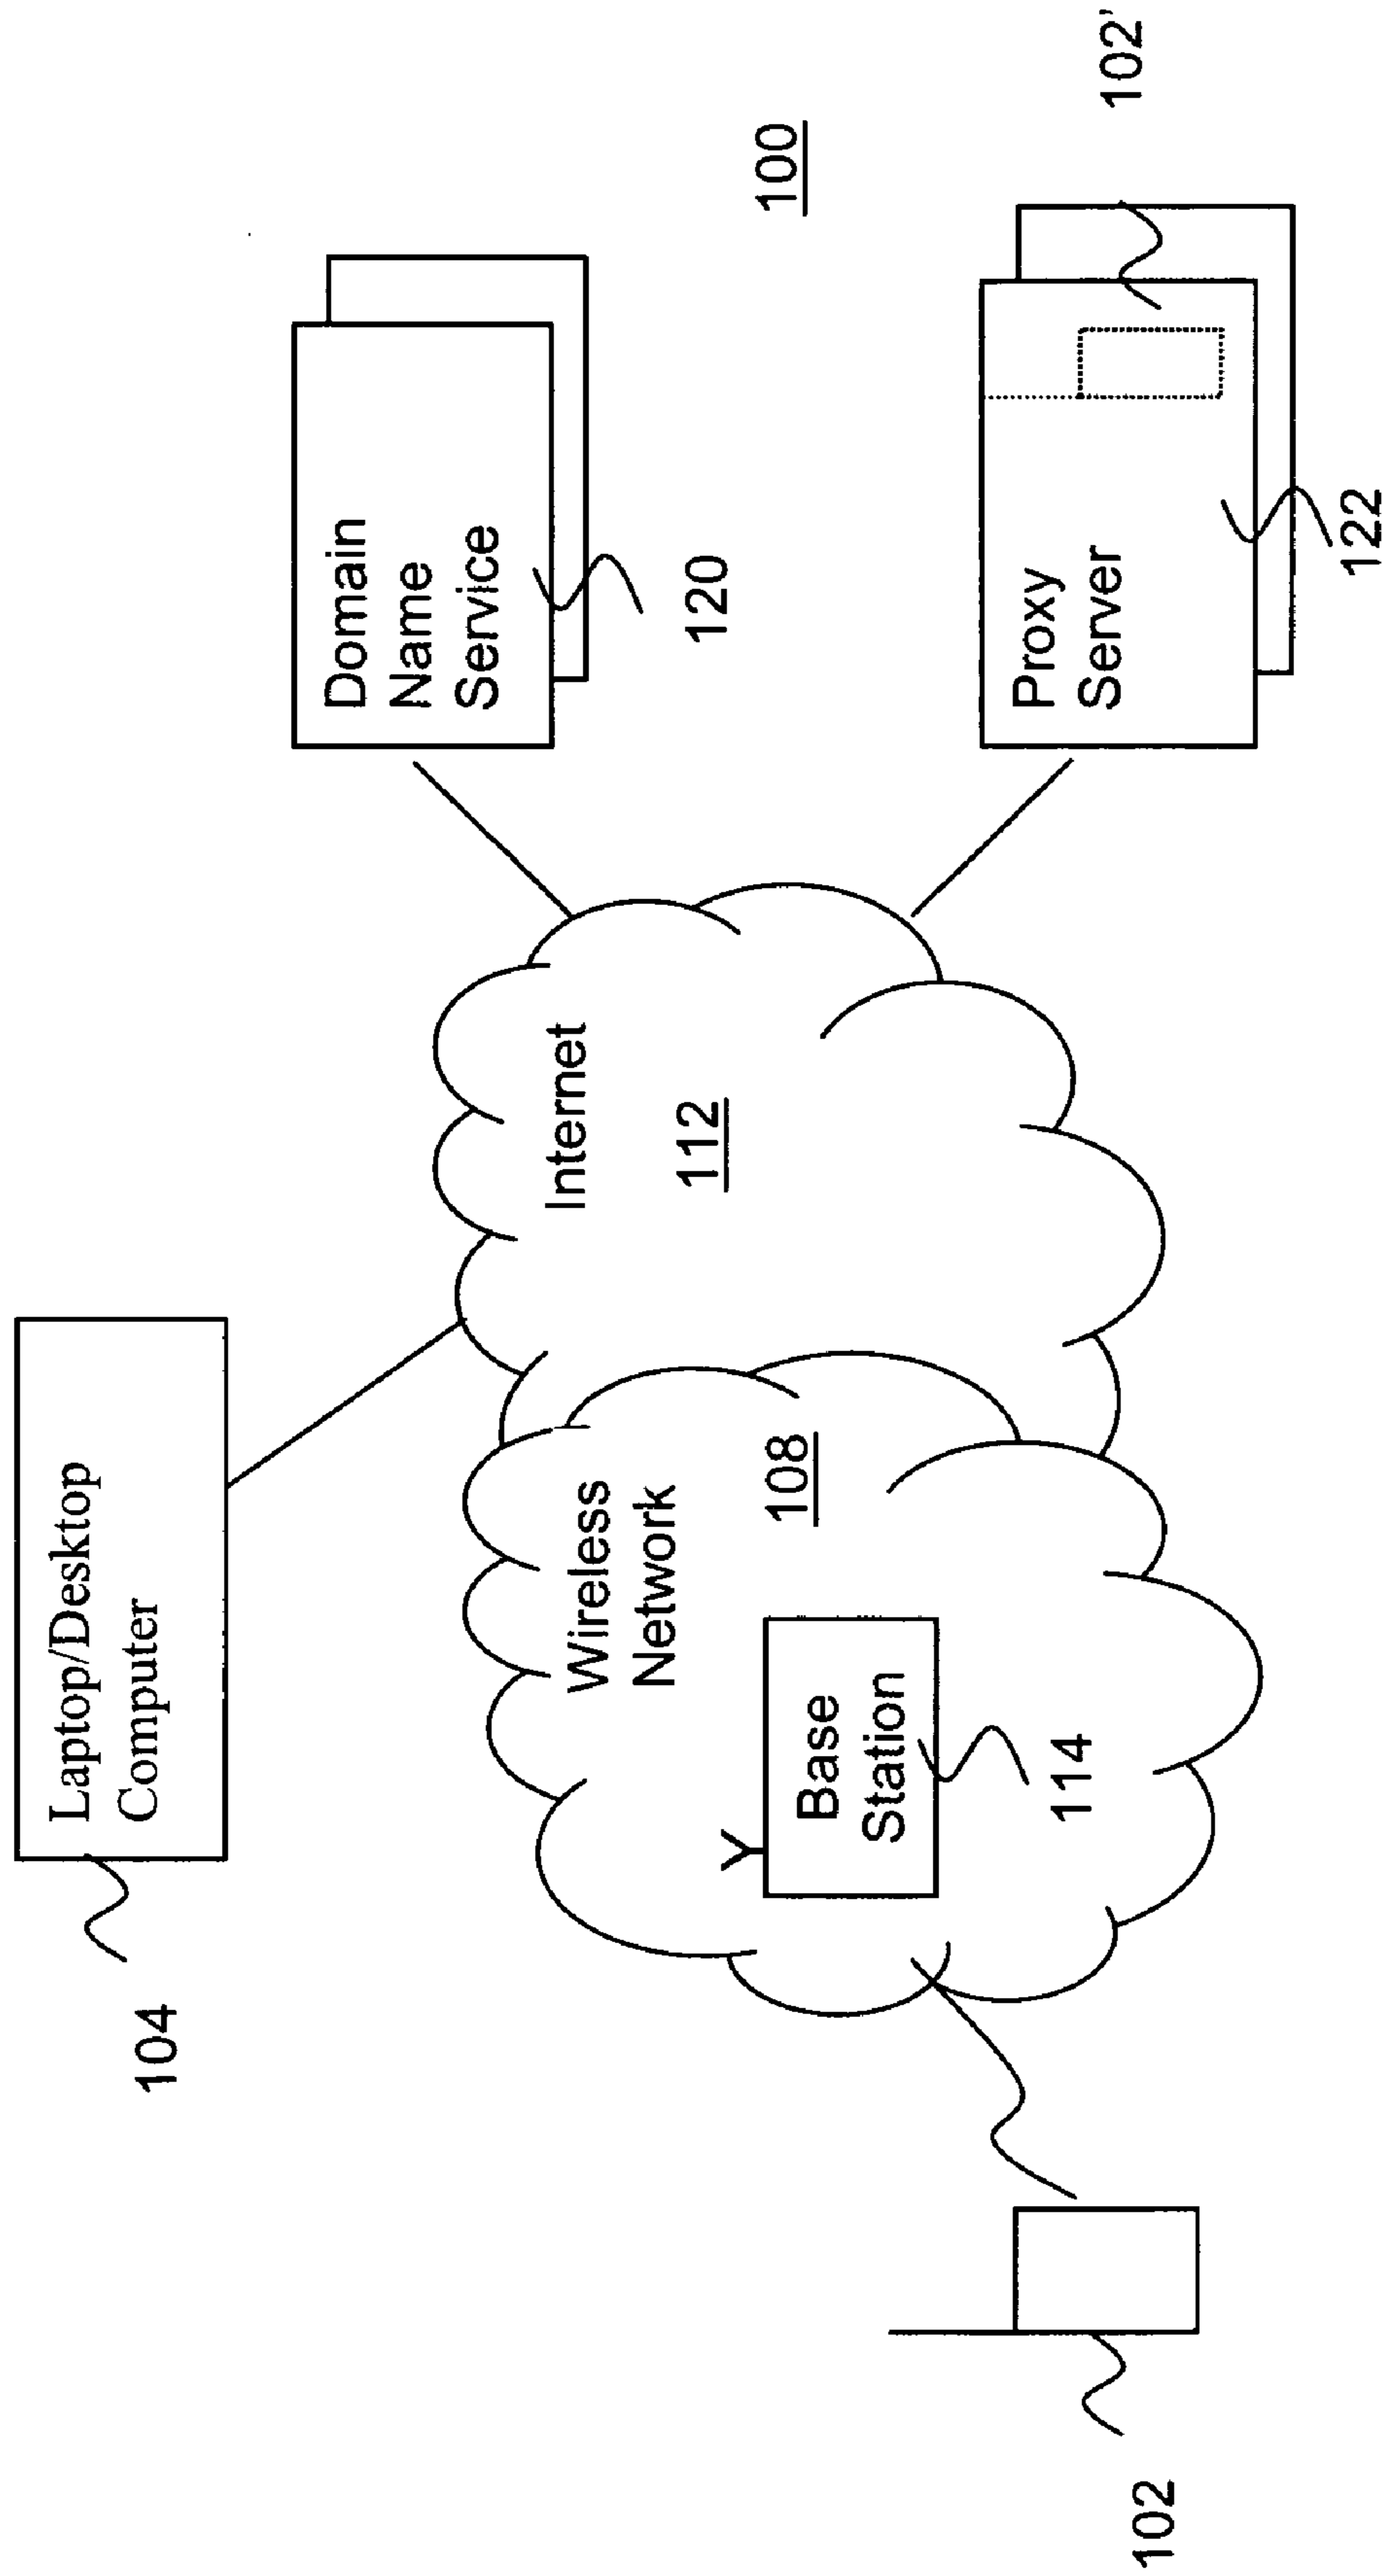 Laptop/Desktop
Computer
104
Domain
Name
Service
120
Internet
112
Wireless
Network
108
Base
Station
114
100
Proxy
Server
122
102'
102